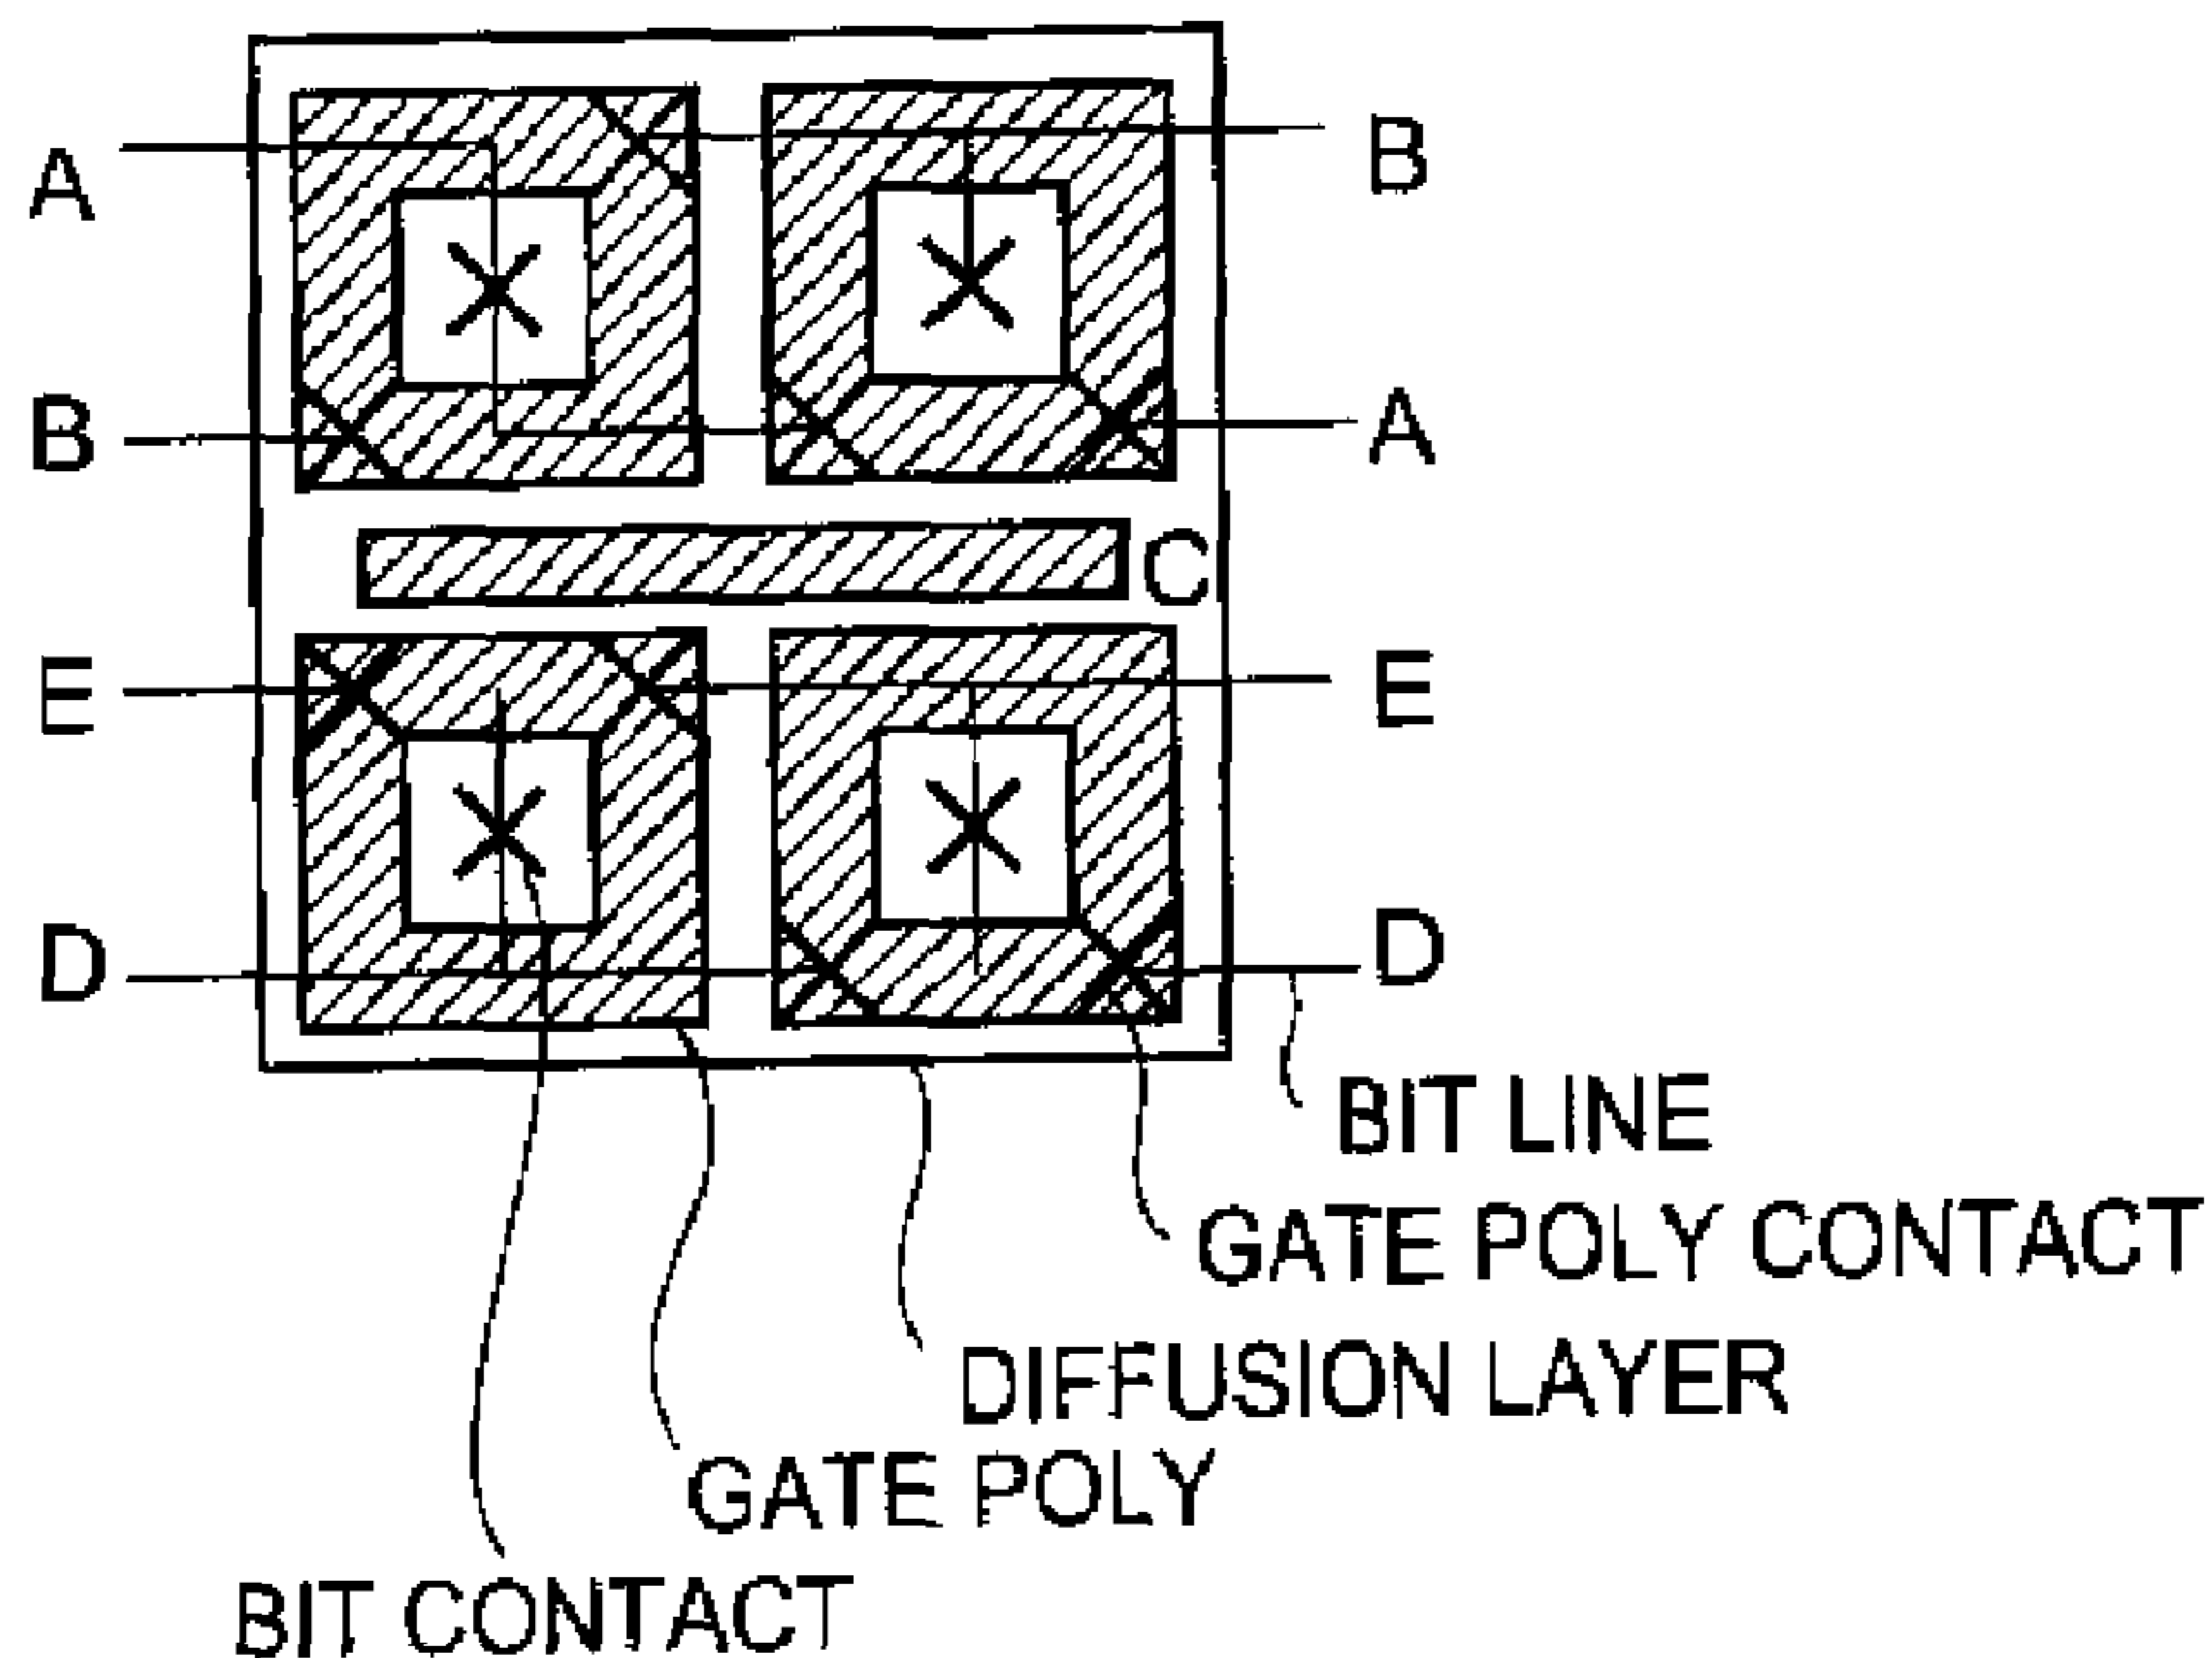 A
B
B
A
C
E
E
D
D
BIT LINE
GATE POLY CONTACT
DIFFUSION LAYER
GATE POLY
BIT CONTACT